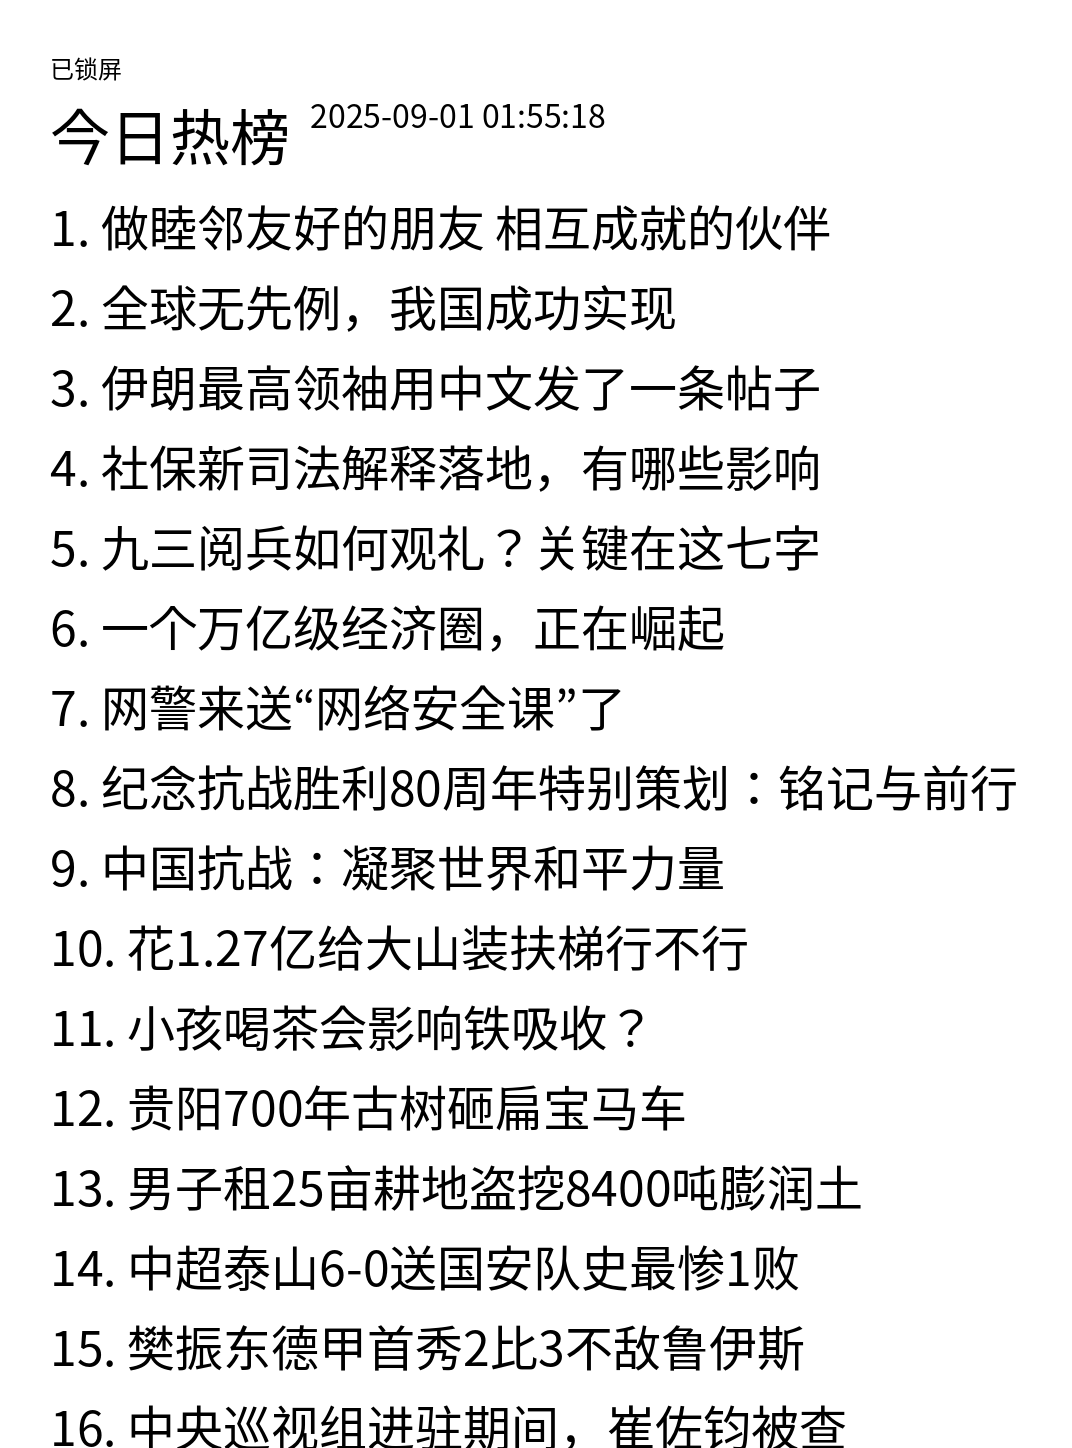 已锁屏
今日热榜 2025-09-01 01:55:18
1. 做睦邻友好的朋友 相互成就的伙伴
2. 全球无先例，我国成功实现
3. 伊朗最高领袖用中文发了一条帖子
4. 社保新司法解释落地，有哪些影响
5. 九三阅兵如何观礼？关键在这七字
6. 一个万亿级经济圈，正在崛起
7. 网警来送“网络安全课”了
8. 纪念抗战胜利80周年特别策划：铭记与前行
9. 中国抗战：凝聚世界和平力量
10. 花1.27亿给大山装扶梯行不行
11. 小孩喝茶会影响铁吸收？
12. 贵阳700年古树砸扁宝马车
13. 男子租25亩耕地盗挖8400吨膨润土
14. 中超泰山6-0送国安队史最惨1败
15. 樊振东德甲首秀2比3不敌鲁伊斯
16. 中央巡视组进驻期间，崔佐钧被查